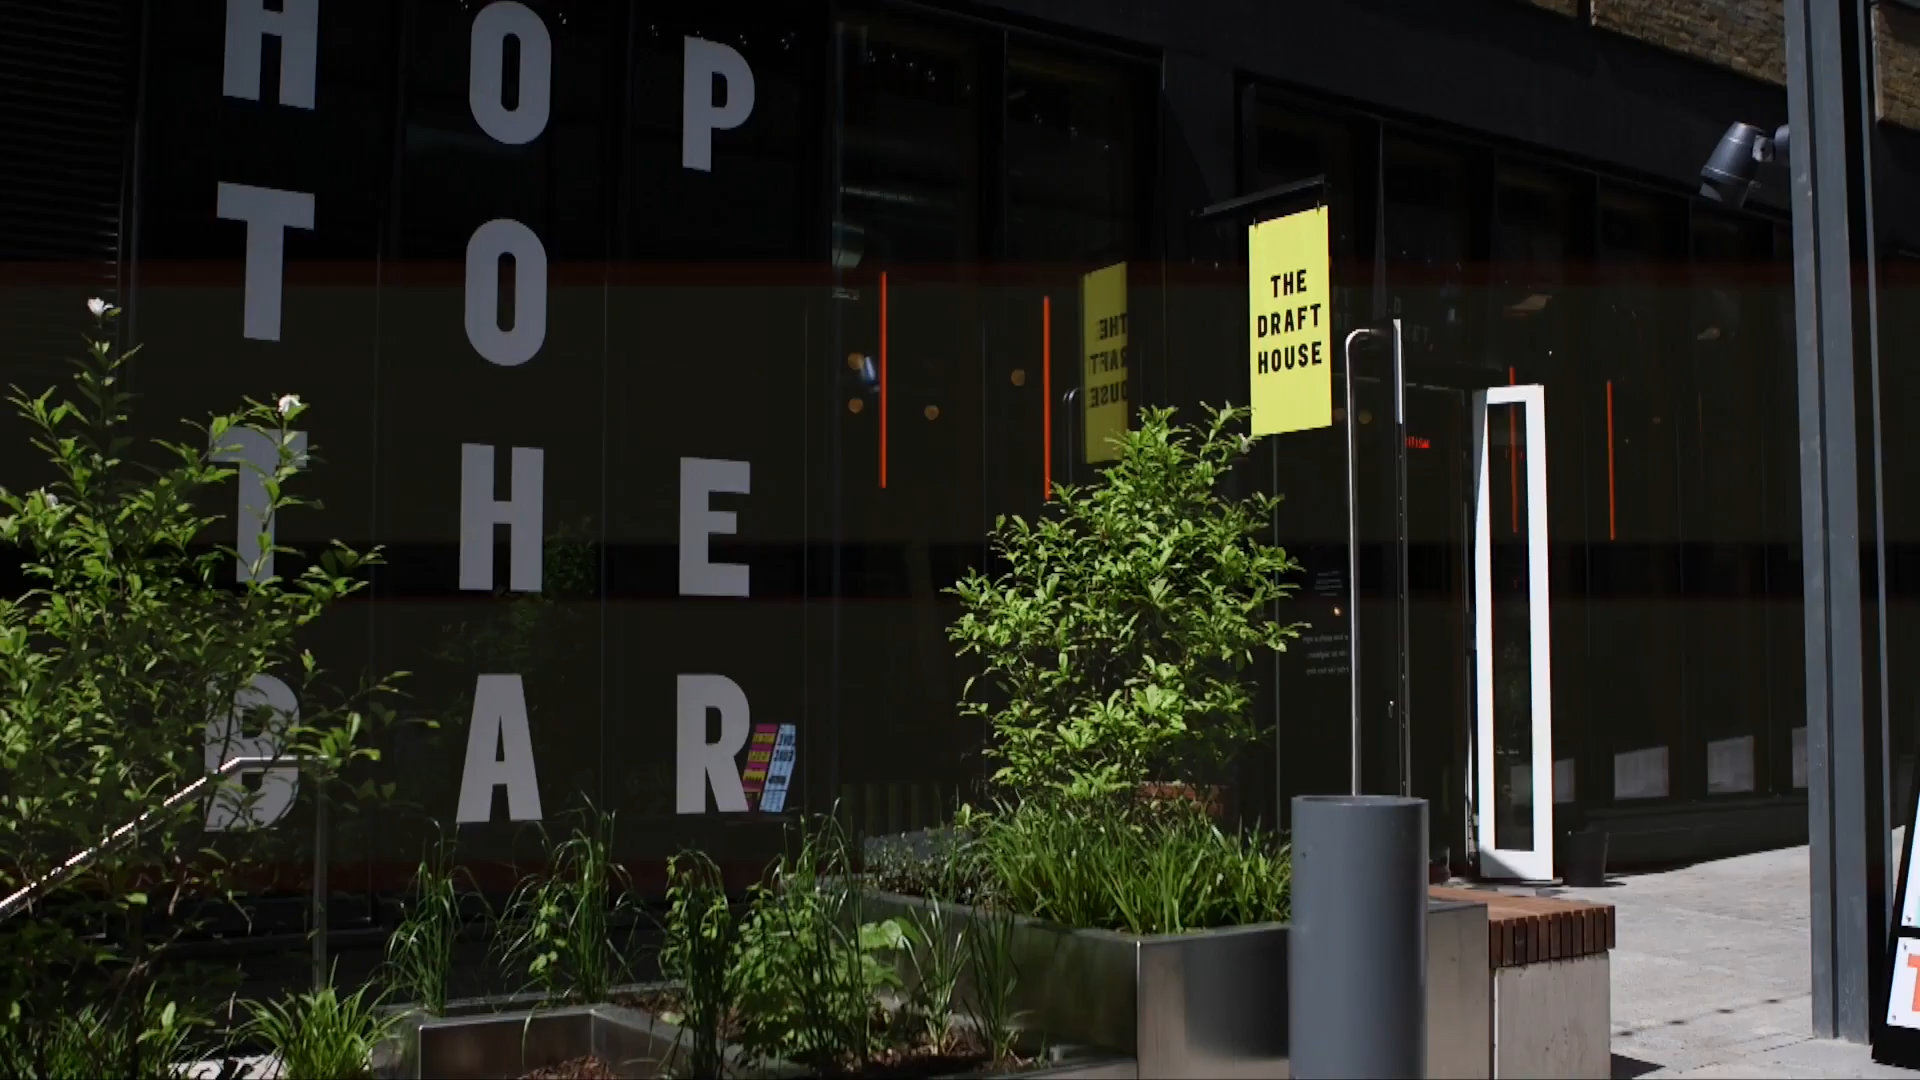 HOP
TO
THE
BAR
THE
DRAFT
HOUSE